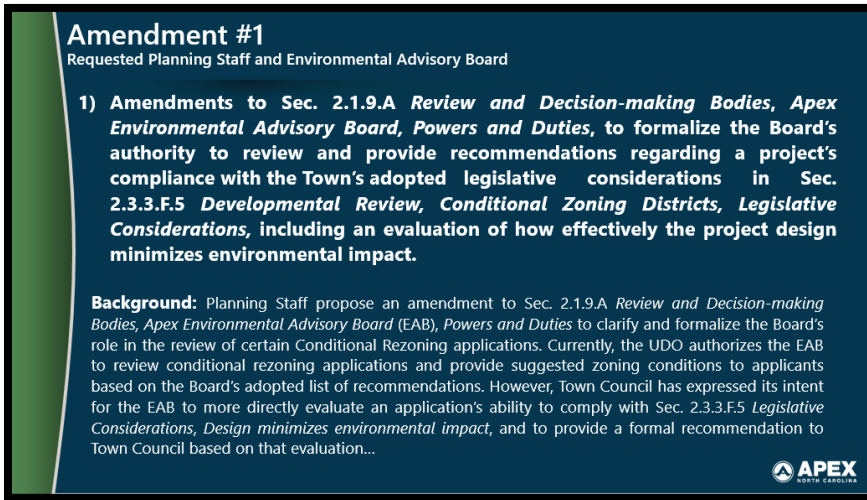 Amendment #1
Requested Planning Staff and Environmental Advisory Board
1) Amendments to Sec. 2.1.9.A Review and Decision-making Bodies, Apex
Environmental Advisory Board, Powers and Duties, to formalize the Board's
authority to review and provide recommendations regarding a project's
compliance with the Town's adopted legislative considerations in Sec.
2.3.3.F.5 Developmental Review, Conditional Zoning Districts, Legislative
Considerations, including an evaluation of how effectively the project design
minimizes environmental impact.
Background: Planning Staff propose an amendment to Sec. 2.1.9.A Review and Decision-making
Bodies, Apex Environmental Advisory Board (EAB), Powers and Duties to clarify and formalize the Board's
role in the review of certain Conditional Rezoning applications. Currently, the UDO authorizes the EAB
to review conditional rezoning applications and provide suggested zoning conditions to applicants
based on the Board's adopted list of recommendations. However, Town Council has expressed its intent
for the EAB to more directly evaluate an application's ability to comply with Sec. 2.3.3.F.5 Legislative
Considerations, Design minimizes environmental impact, and to provide a formal recommendation to
Town Council based on that evaluation...
APEX
NORTH CAROLINA